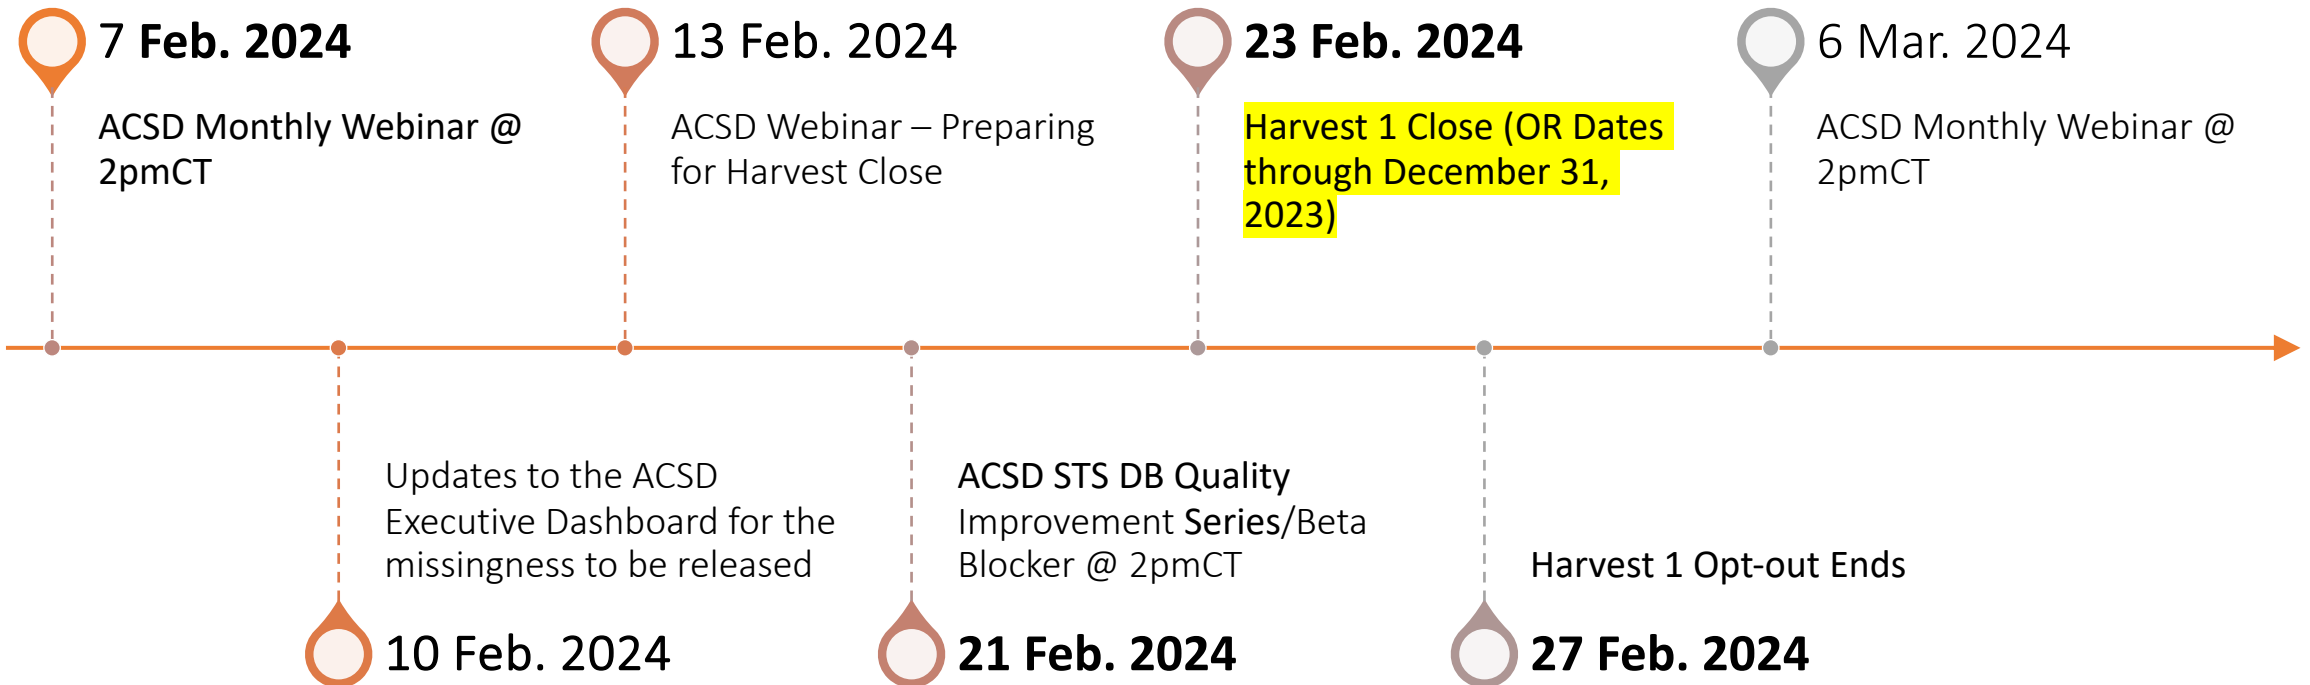 7 Feb. 2024
ACSD Monthly Webinar @
2pmCT
13 Feb. 2024
ACSD Webinar – Preparing
for Harvest Close
23 Feb. 2024
Harvest 1 Close (OR Dates
through December 31,
2023)
6 Mar. 2024
ACSD Monthly Webinar @
2pmCT
Updates to the ACSD
Executive Dashboard for the
missingness to be released
10 Feb. 2024
ACSD STS DB Quality
Improvement Series/Beta
Blocker @ 2pmCT
21 Feb. 2024
Harvest 1 Opt-out Ends
27 Feb. 2024